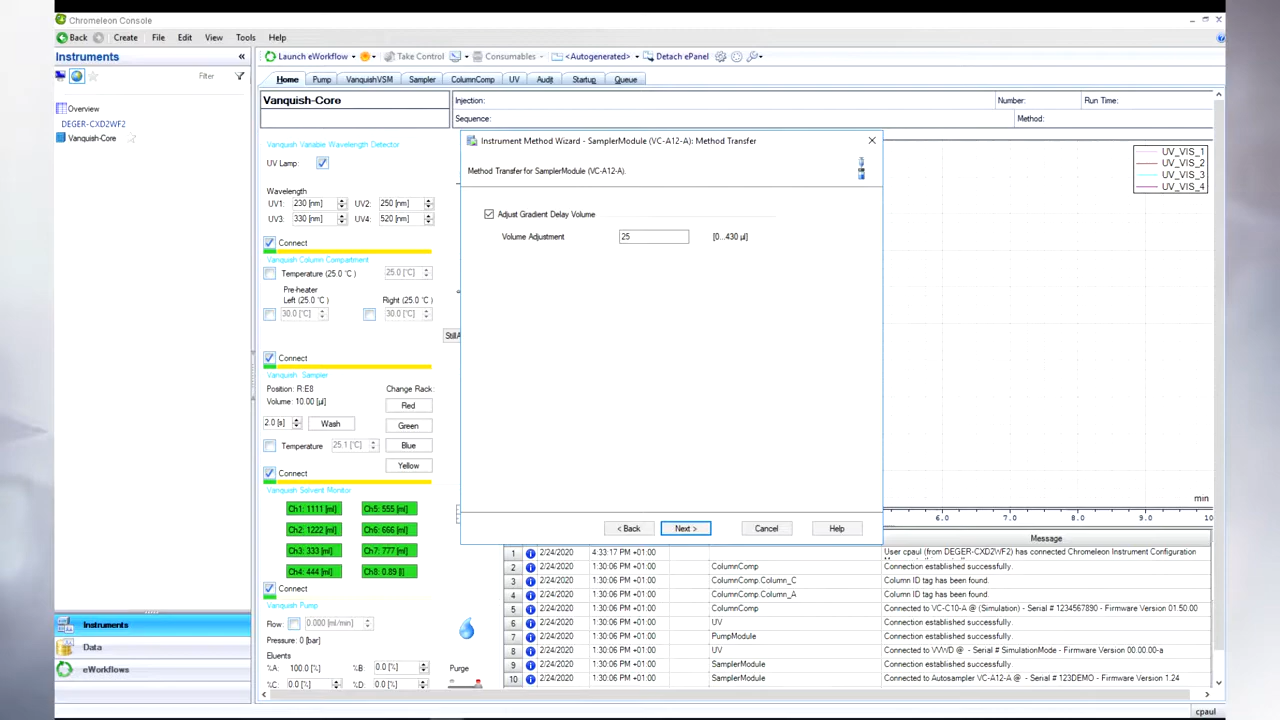 Chromeleon Console
Back Create File Edit View Tools Help
Instruments
Launch eWorkflow Take Control Consumables <Autogenerated> Detach ePanel
Filter
Home Pump VanquishVSM Sampler ColumnComp UV Audit Startup Queue
Overview
DEGER-CXD2WF2
Vanquish-Core
Vanquish-Core
Injection: Number: Run Time:
Sequence: Method:
Vanquish Variable Wavelength Detector
UV Lamp:
Wavelength
UV1: 230 [nm] UV2: 250 [nm]
UV3: 330 [nm] UV4: 520 [nm]
Connect
Vanquish Column Compartment
Temperature (25.0 °C ) 25.0 [°C]
Pre-heater
Left (25.0 °C ) Right (25.0 °C )
30.0 [°C] 30.0 [°C]
Connect
Vanquish Sampler
Position: R:E8 Change Rack:
Volume: 10.00 [µl]
Red
2.0 [s] Wash Green
Temperature 25.1 [°C] Blue
Yellow
Connect
Vanquish Solvent Monitor
Ch1: 1111 [ml] Ch5: 555 [ml]
Ch2: 1222 [ml] Ch6: 666 [ml]
Ch3: 333 [ml] Ch7: 777 [ml]
Ch4: 444 [ml] Ch8: 0.89 [l]
Connect
Vanquish Pump
Flow: 0.000 [ml/min]
Pressure: 0 [bar]
Eluents
%A: 100.0 [%] %B 0.0 [%] Purge
%C: 0.0 [%] %D: 0.0 [%]
Instrument Method Wizard - SamplerModule (VC-A12-A): Method Transfer
Method Transfer for SamplerModule (VC-A12-A).
Adjust Gradient Delay Volume
Volume Adjustment 25 [0...430 µl]
< Back Next > Cancel Help
UV_VIS_1
UV_VIS_2
UV_VIS_3
UV_VIS_4
min
6.0 7.0 8.0 9.0 10
Message
1 2/24/2020 4:33:17 PM +01:00 User cpaul (from DEGER-CXD2WF2) has connected Chromeleon Instrument Configuration
2 2/24/2020 1:30:06 PM +01:00 ColumnComp Connection established successfully.
3 2/24/2020 1:30:06 PM +01:00 ColumnComp.Column_C Column ID tag has been found.
4 2/24/2020 1:30:06 PM +01:00 ColumnComp.Column_A Column ID tag has been found.
5 2/24/2020 1:30:06 PM +01:00 ColumnComp Connected to VC-C10-A @ (Simulation) - Serial # 1234567890 - Firmware Version 01.50.00
6 2/24/2020 1:30:06 PM +01:00 UV Connection established successfully.
7 2/24/2020 1:30:06 PM +01:00 PumpModule Connection established successfully.
8 2/24/2020 1:30:06 PM +01:00 UV Connected to VWD @ - Serial # SimulationMode - Firmware Version 00.00.00-a
9 2/24/2020 1:30:06 PM +01:00 SamplerModule Connection established successfully.
10 2/24/2020 1:30:06 PM +01:00 SamplerModule Connected to Autosampler VC-A12-A @ - Serial # 123DEMO - Firmware Version 1.24
Instruments
Data
eWorkflows
cpaul